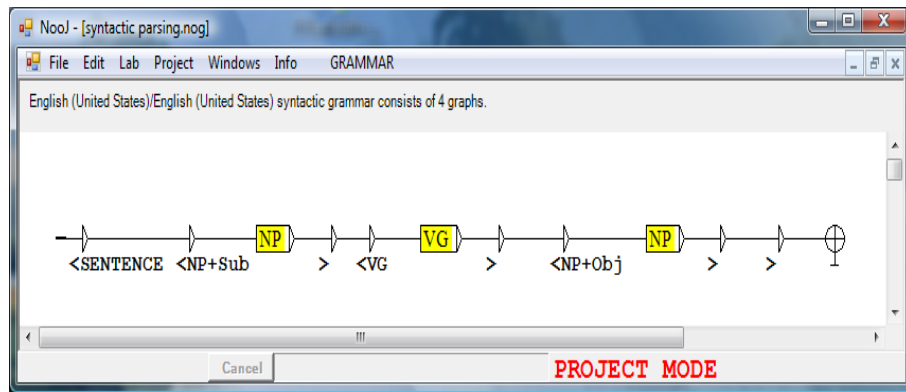 NooJ - [syntactic parsing.nog]
File Edit Lab Project Windows Info GRAMMAR
English (United States)/English (United States) syntactic grammar consists of 4 graphs.
NP VG NP
<SENTENCE <NP+Sub > <VG > <NP+Obj > >
Cancel PROJECT MODE